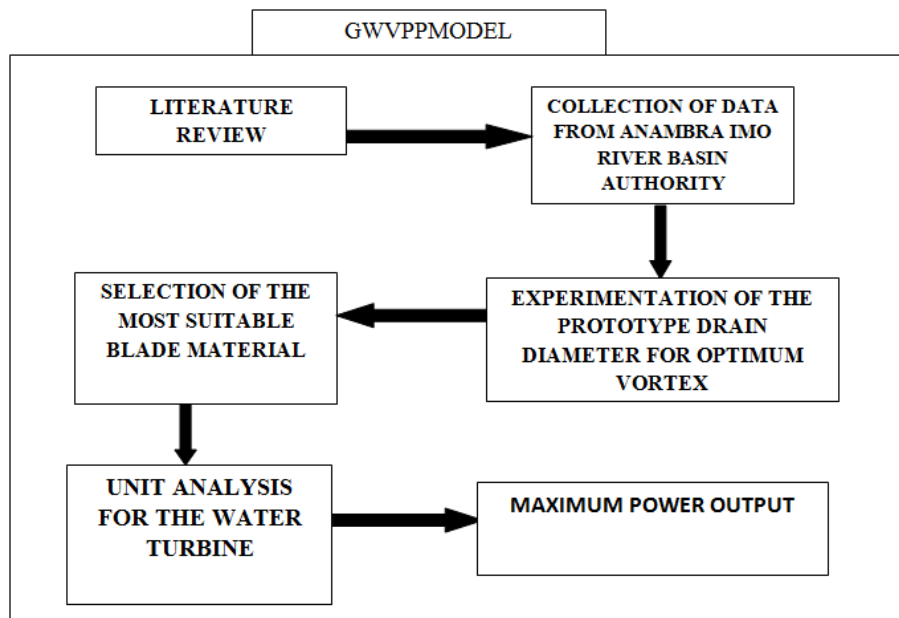 GWVPPMODEL
LITERATURE
REVIEW
COLLECTION OF DATA
FROM ANAMBRA IMO
RIVER BASIN
AUTHORITY
EXPERIMENTATION OF THE
PROTOTYPE DRAIN
DIAMETER FOR OPTIMUM
VORTEX
SELECTION OF THE
MOST SUITABLE
BLADE MATERIAL
UNIT ANALYSIS
FOR THE WATER
TURBINE
MAXIMUM POWER OUTPUT